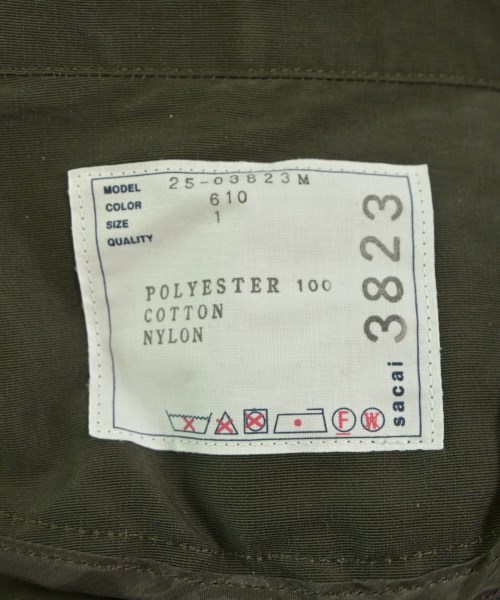 MODEL 25-03823M
COLOR 610
SIZE 1
QUALITY
POLYESTER 100
COTTON
NYLON
F W
sacai 3823